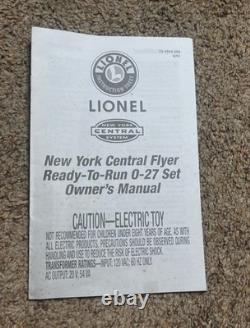 LIONEL
LIONEL
NEW YORK
CENTRAL
SYSTEM
New York Central Flyer
Ready-To-Run O-27 Set
Owner's Manual
CAUTION—ELECTRIC TOY
NOT RECOMMENDED FOR CHILDREN UNDER EIGHT YEARS OF AGE. AS WITH
ALL ELECTRIC PRODUCTS, PRECAUTIONS SHOULD BE OBSERVED DURING
HANDLING AND USE TO REDUCE THE RISK OF ELECTRIC SHOCK.
TRANSFORMER RATINGS—INPUT: 120 VAC; 60 HZ ONLY
AC OUTPUT: 20 V, 54 VA